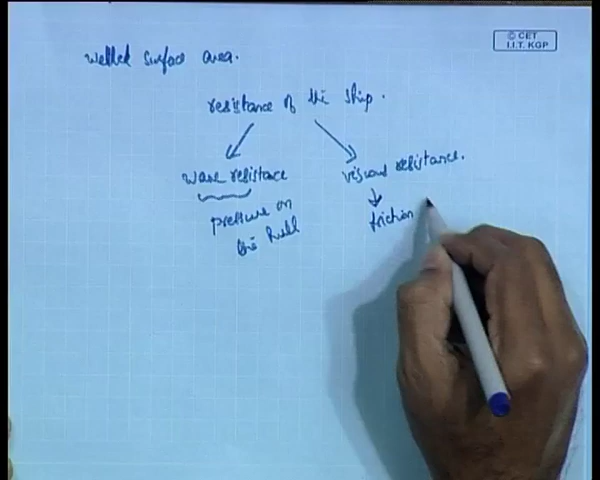 © CET
I.I.T. KGP
wetted surface area.
resistance of the ship.
wave resistance
viscous resistance.
pressure on
the hull
friction